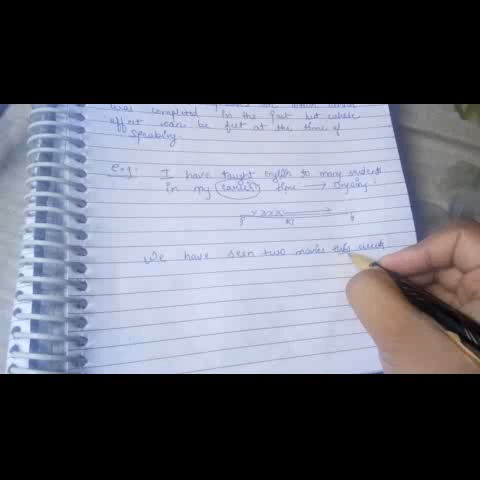 was completed in the past but whose
effect can be felt at the time of
speaking
e.g: I have taught english to many students
in my career time → ongoing.
We have seen two movies this week